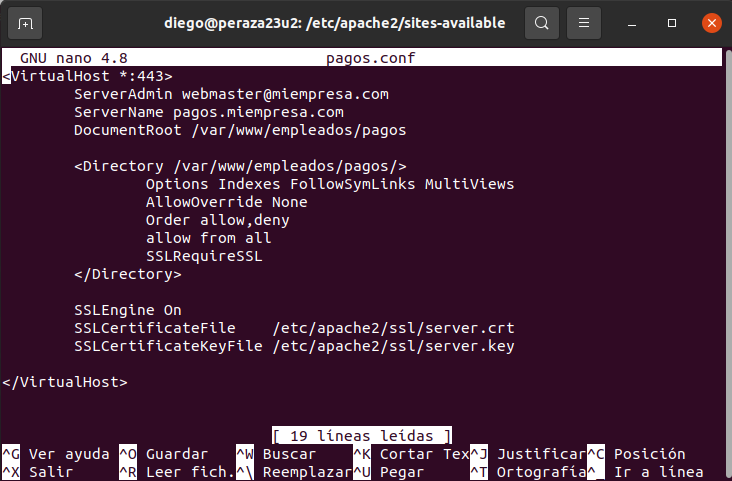 diego@peraza23u2: /etc/apache2/sites-available
GNU nano 4.8 pagos.conf
<VirtualHost *:443>
ServerAdmin webmaster@miempresa.com
ServerName pagos.miempresa.com
DocumentRoot /var/www/empleados/pagos
<Directory /var/www/empleados/pagos/>
Options Indexes FollowSymLinks MultiViews
AllowOverride None
Order allow,deny
allow from all
SSLRequireSSL
</Directory>
SSLEngine On
SSLCertificateFile /etc/apache2/ssl/server.crt
SSLCertificateKeyFile /etc/apache2/ssl/server.key
</VirtualHost>
[ 19 líneas leídas ]
^G Ver ayuda ^O Guardar ^W Buscar ^K Cortar Tex^J Justificar^C Posición
^X Salir ^R Leer fich.^\ Reemplazar^U Pegar ^T Ortografía^_ Ir a línea